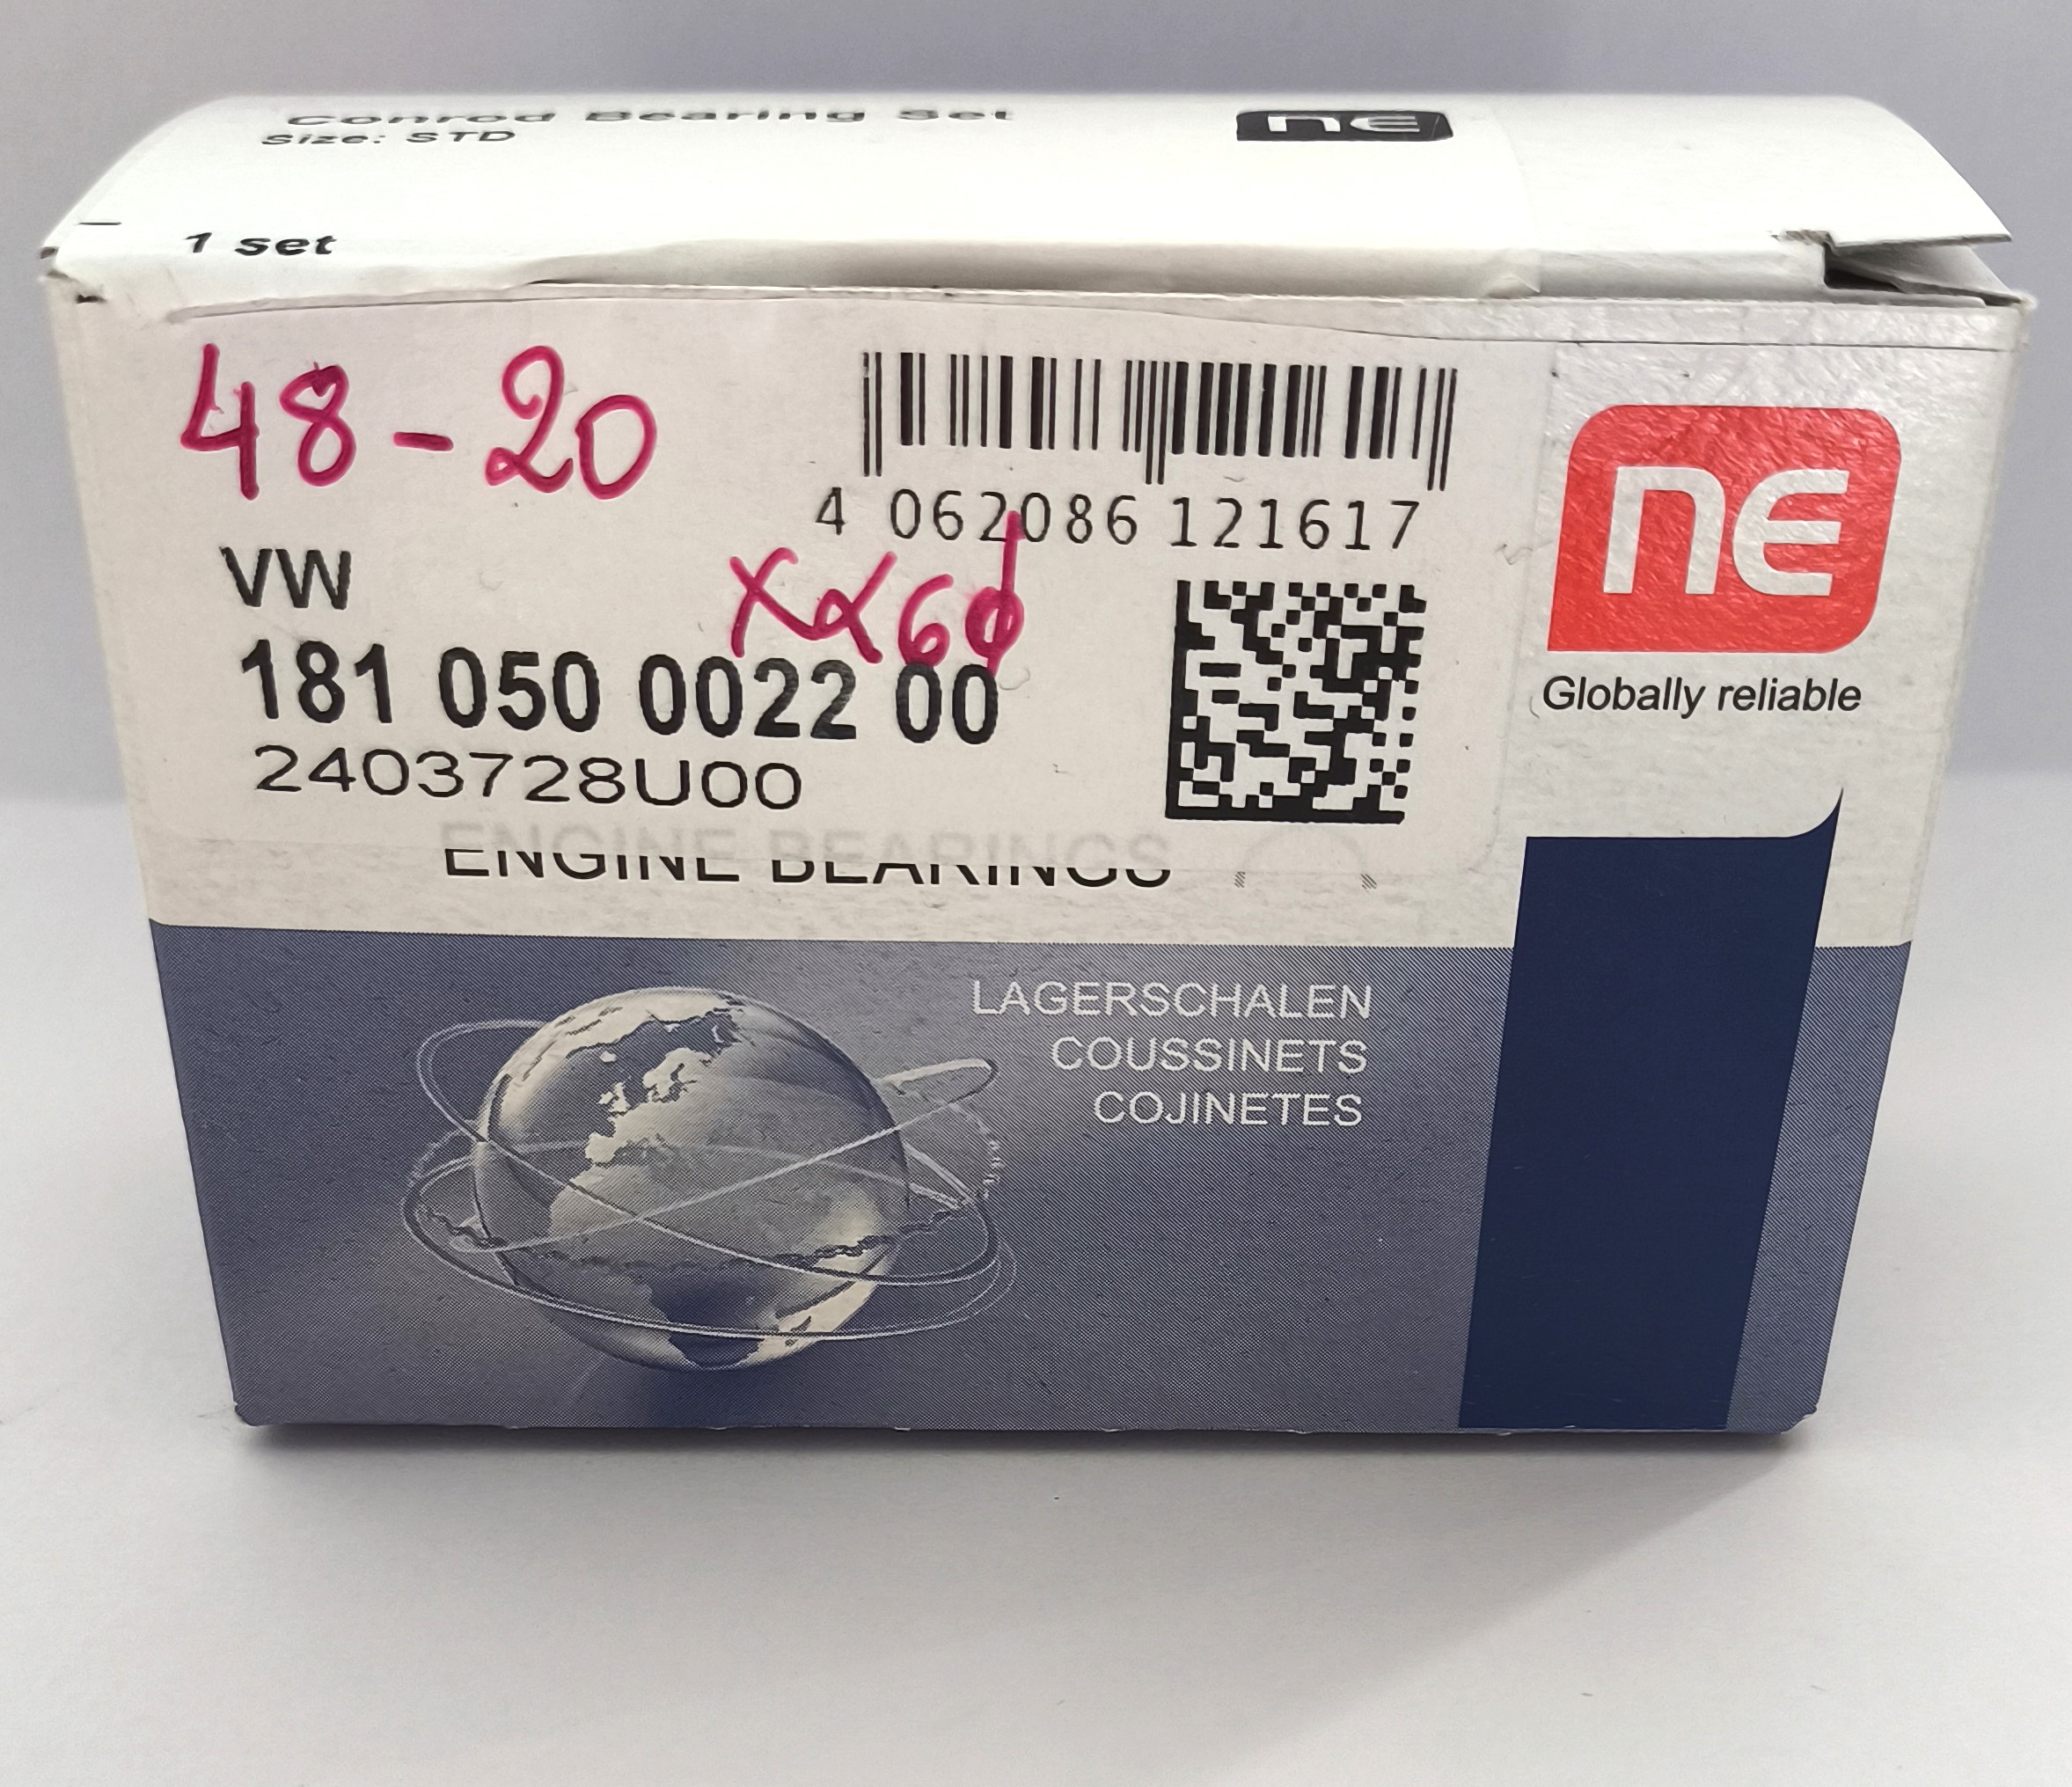 Conrod Bearing Set
Size: STD
ne
1 set
48-20
4 062086 121617
ne
Globally reliable
VW
181 050 0022 00
2403728U00
ENGINE BEARINGS
LAGERSCHALEN
COUSSINETS
COJINETES